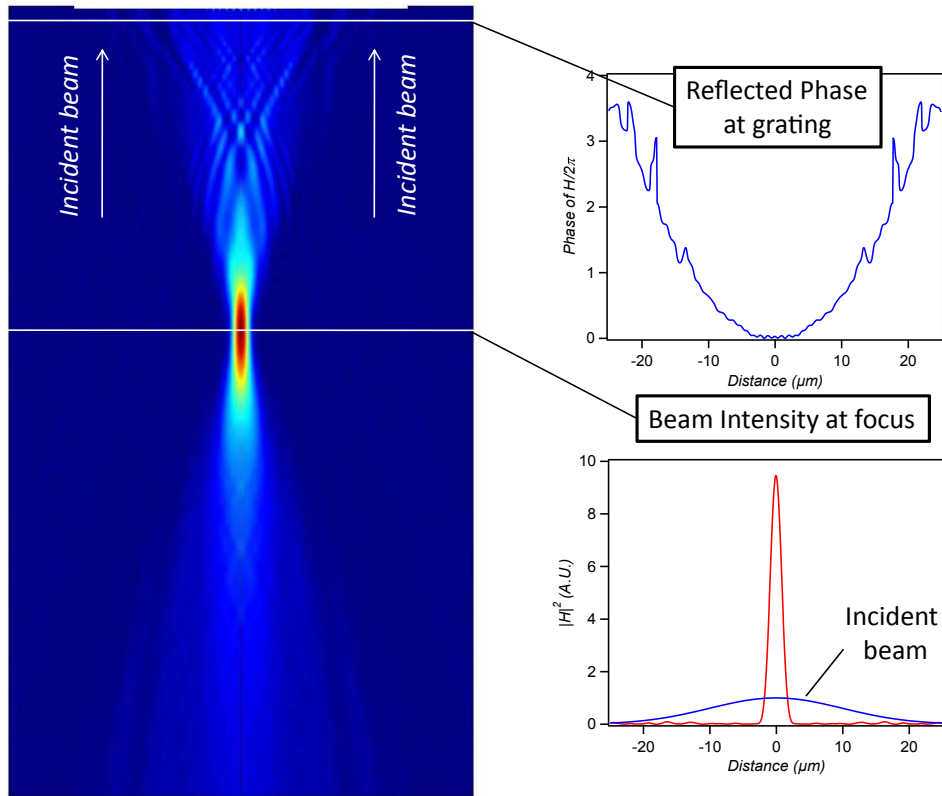 Incident beam
Incident beam
Reflected Phase
at grating
Phase of H/2π
4
3
2
1
0
-20
-10
0
10
20
Distance (μm)
Beam Intensity at focus
|H|² (A.U.)
10
8
6
4
2
0
Incident
beam
-20
-10
0
10
20
Distance (μm)